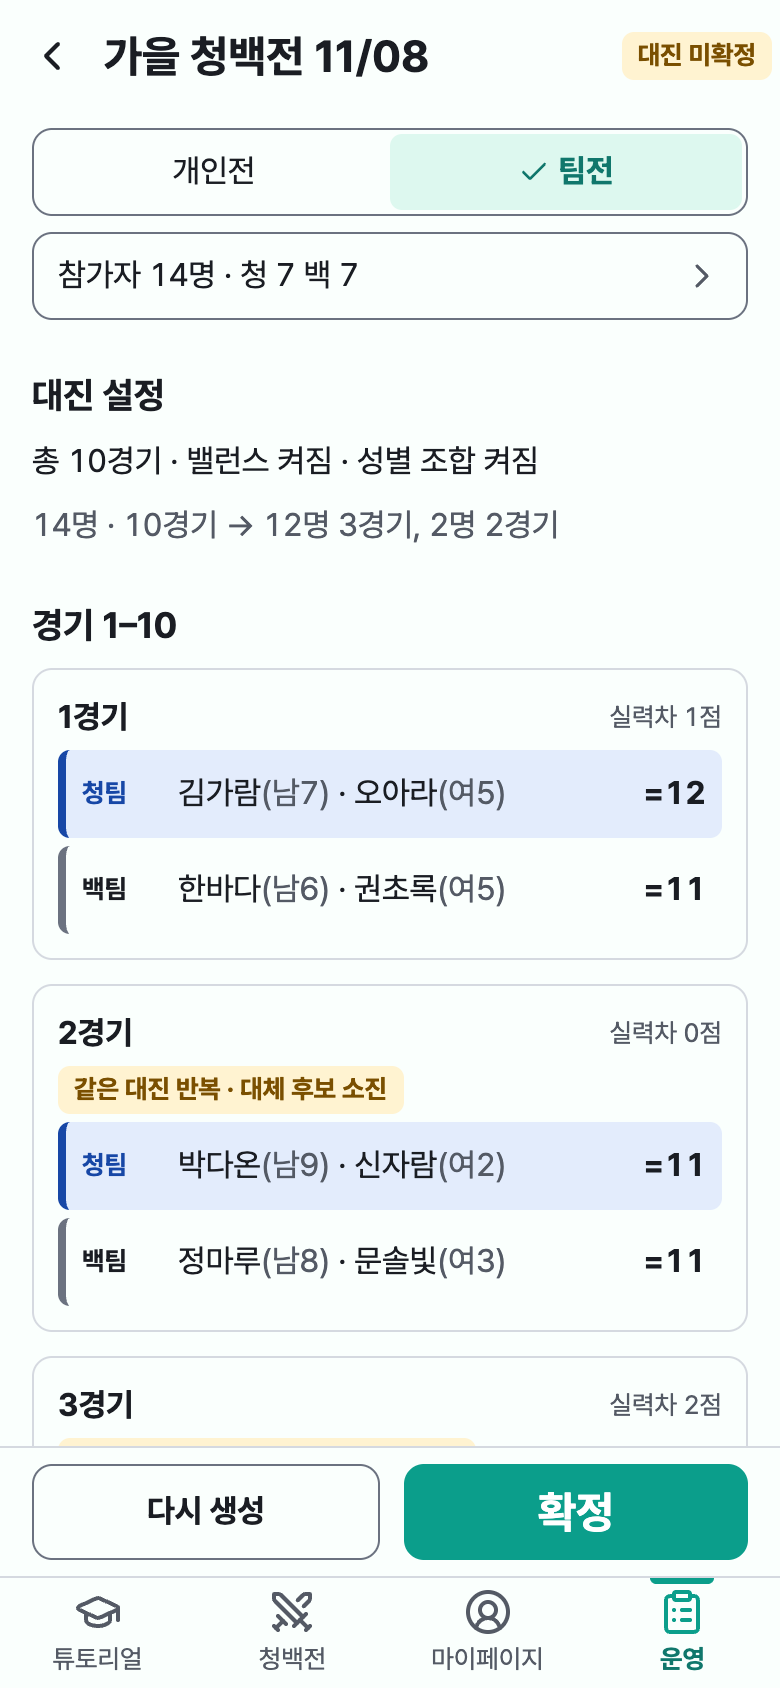 가을 청백전 11/08
대진 미확정
개인전
팀전
참가자 14명 · 청 7 백 7
대진 설정
총 10경기 · 밸런스 켜짐 · 성별 조합 켜짐
14명 · 10경기 → 12명 3경기, 2명 2경기
경기 1–10
1경기
실력차 1점
청팀 김가람(남7) · 오아라(여5) =12
백팀 한바다(남6) · 권초록(여5) =11
2경기
실력차 0점
같은 대진 반복 · 대체 후보 소진
청팀 박다온(남9) · 신자람(여2) =11
백팀 정마루(남8) · 문솔빛(여3) =11
3경기
실력차 2점
다시 생성
확정
튜토리얼
청백전
마이페이지
운영